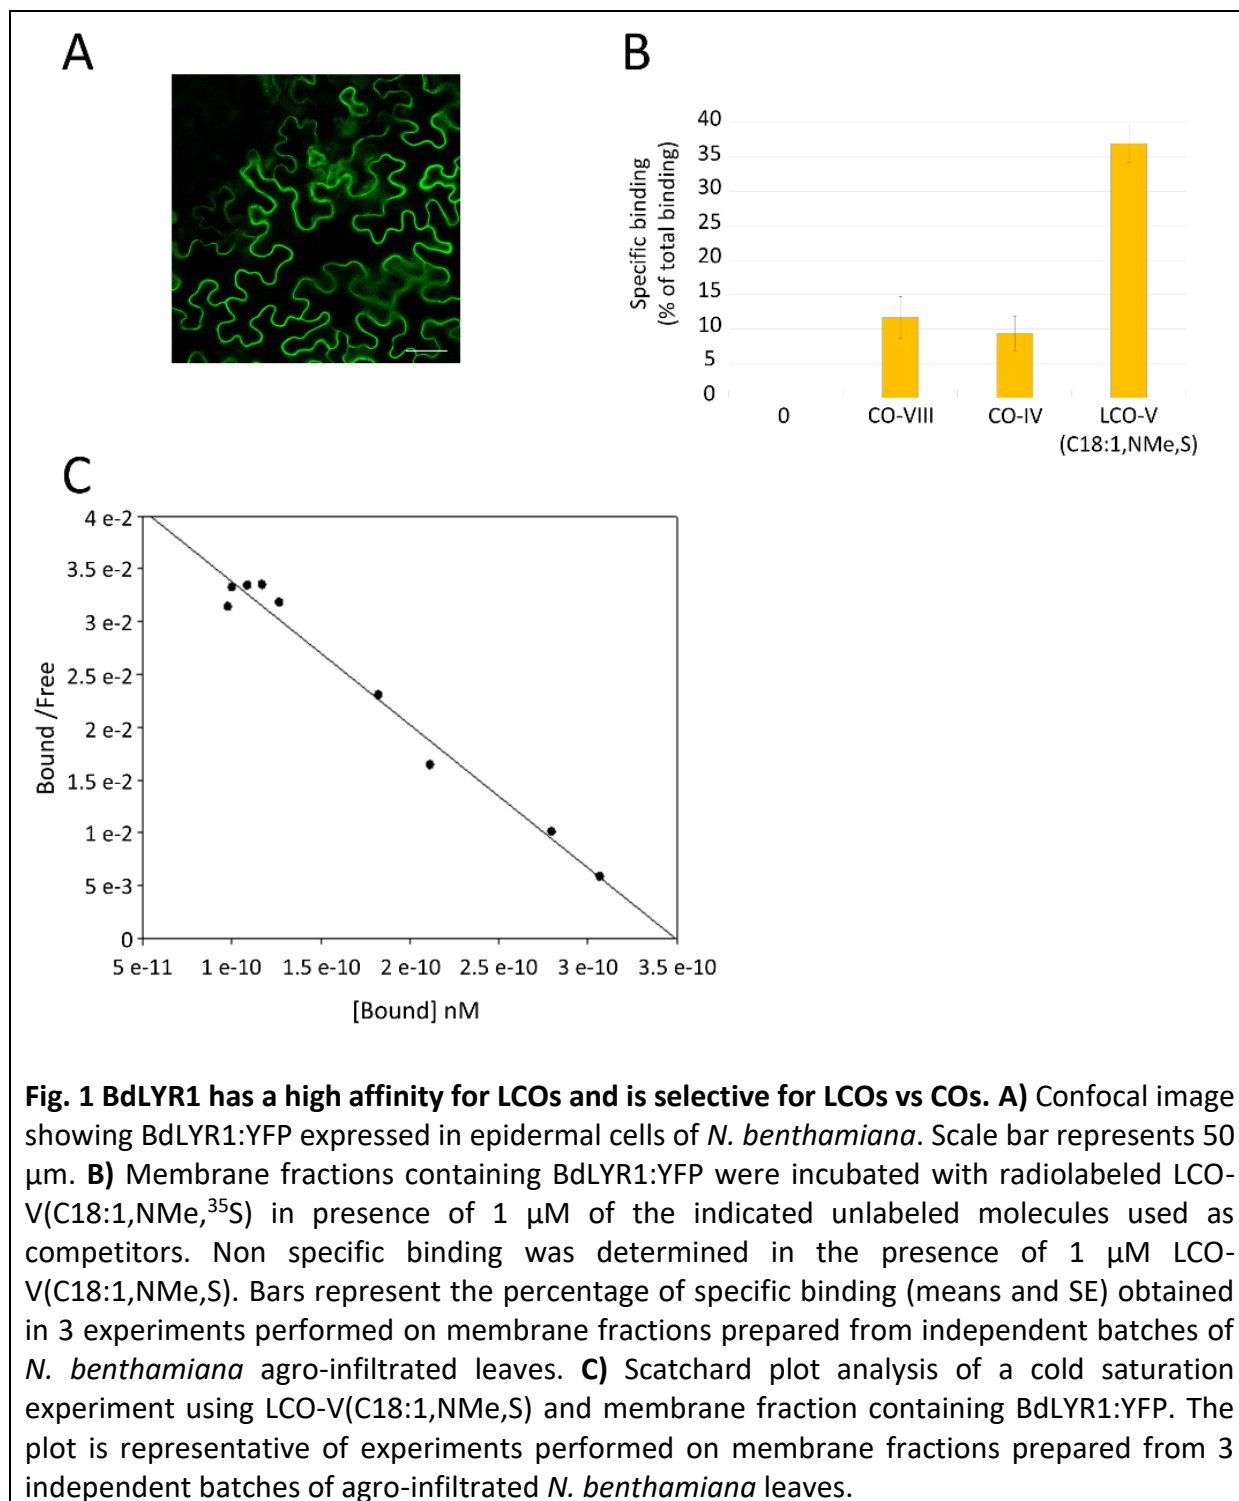 A
B
Specific binding
(% of total binding)
40
35
30
25
20
15
10
5
0
0 CO-VIII CO-IV LCO-V
(C18:1,NMe,S)
C
Bound /Free
4 e-2
3.5 e-2
3 e-2
2.5 e-2
2 e-2
1.5 e-2
1 e-2
5 e-3
0
5 e-11 1 e-10 1.5 e-10 2 e-10 2.5 e-10 3 e-10 3.5 e-10
[Bound] nM
Fig. 1 BdLYR1 has a high affinity for LCOs and is selective for LCOs vs COs. A) Confocal image
showing BdLYR1:YFP expressed in epidermal cells of N. benthamiana. Scale bar represents 50
μm. B) Membrane fractions containing BdLYR1:YFP were incubated with radiolabeled LCO-
V(C18:1,NMe,³⁵S) in presence of 1 μM of the indicated unlabeled molecules used as
competitors. Non specific binding was determined in the presence of 1 μM LCO-
V(C18:1,NMe,S). Bars represent the percentage of specific binding (means and SE) obtained
in 3 experiments performed on membrane fractions prepared from independent batches of
N. benthamiana agro-infiltrated leaves. C) Scatchard plot analysis of a cold saturation
experiment using LCO-V(C18:1,NMe,S) and membrane fraction containing BdLYR1:YFP. The
plot is representative of experiments performed on membrane fractions prepared from 3
independent batches of agro-infiltrated N. benthamiana leaves.